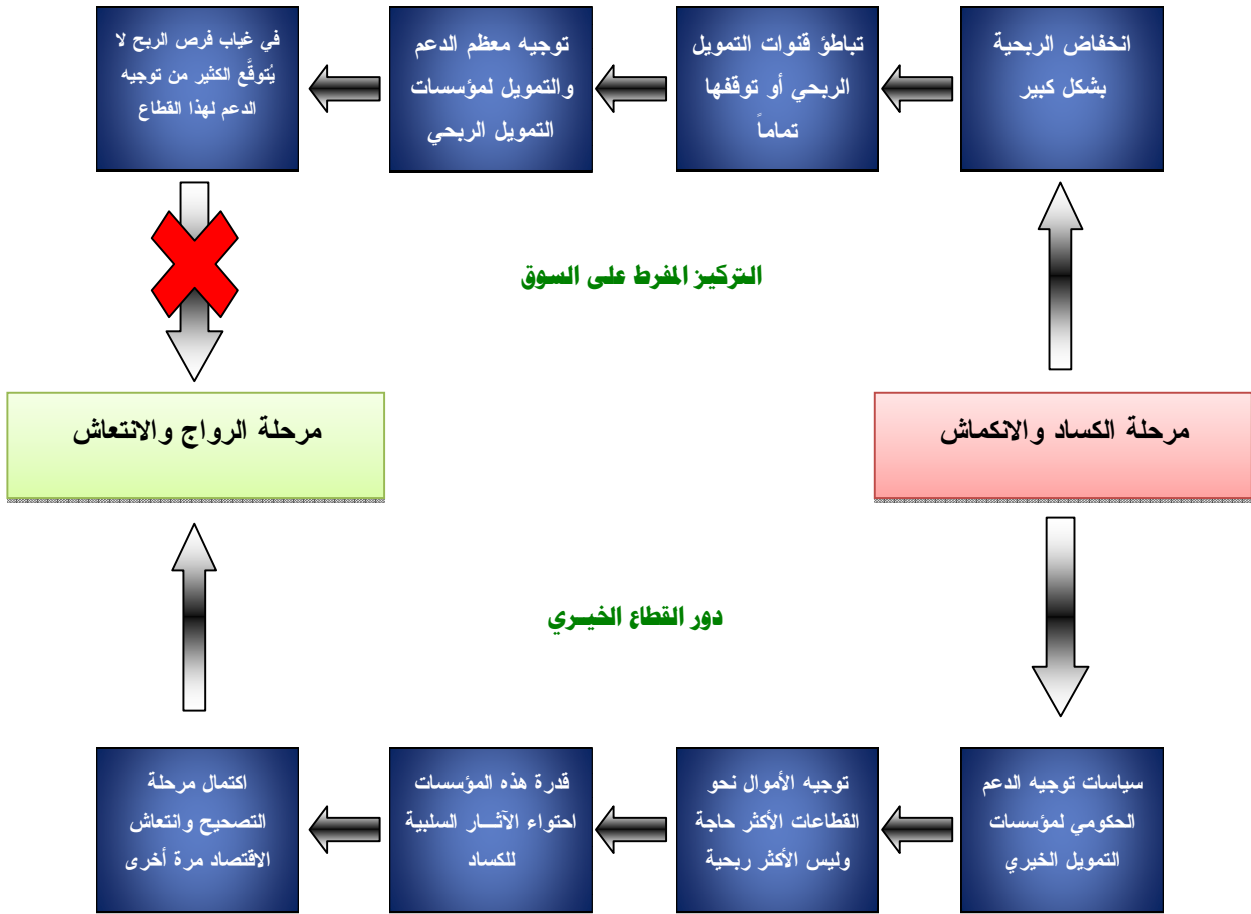 انخفاض الربحية
بشكل كبير
تباطؤ قنوات التمويل
الربحي أو توقفها
تماماً
توجيه معظم الدعم
والتمويل لمؤسسات
التمويل الربحي
في غياب فرص الربح لا
يُتوقَّع الكثير من توجيه
الدعم لهذا القطاع
التركيز المفرط على السوق
مرحلة الكساد والانكماش
مرحلة الرواج والانتعاش
دور القطاع الخيــري
سياسات توجيه الدعم
الحكومي لمؤسسات
التمويل الخيري
توجيه الأموال نحو
القطاعات الأكثر حاجة
وليس الأكثر ربحية
قدرة هذه المؤسسات
احتواء الآثــار السلبية
للكساد
اكتمال مرحلة
التصحيح وانتعاش
الاقتصاد مرة أخرى